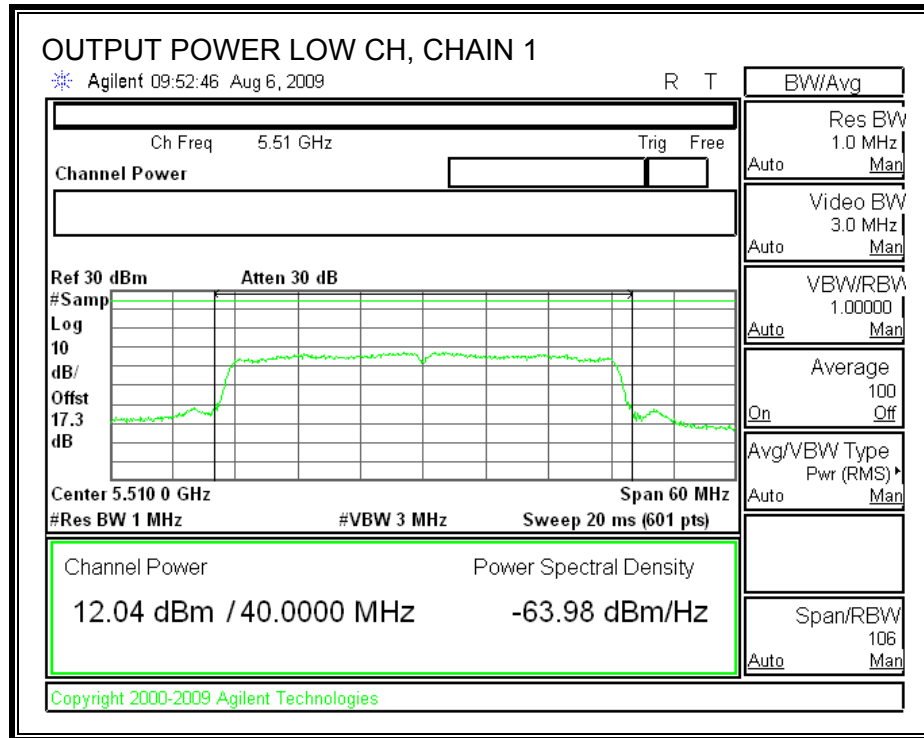 OUTPUT POWER LOW CH, CHAIN 1
Agilent 09:52:46 Aug 6, 2009 R T
Ch Freq 5.51 GHz Trig Free
Channel Power
Ref 30 dBm Atten 30 dB
#Samp
Log
10
dB/
Offst
17.3
dB
Center 5.510 0 GHz Span 60 MHz
#Res BW 1 MHz #VBW 3 MHz Sweep 20 ms (601 pts)
Channel Power Power Spectral Density
12.04 dBm / 40.0000 MHz -63.98 dBm/Hz
Copyright 2000-2009 Agilent Technologies
BW/Avg
Res BW
1.0 MHz
Auto Man
Video BW
3.0 MHz
Auto Man
VBW/RBW
1.00000
Auto Man
Average
100
On Off
Avg/VBW Type
Pwr (RMS)
Auto Man
Span/RBW
106
Auto Man